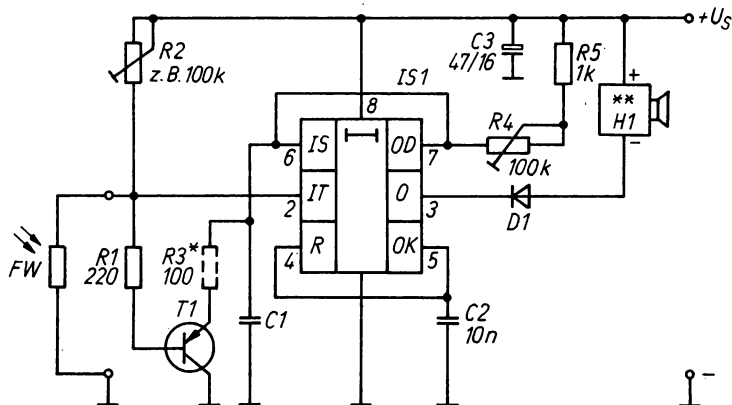 +US
R2
z.B.100k
C3
47/16
R5
1k
IS1
8
+
**
H1
-
IS
OD
6
7
R4
100k
IT
O
2
3
D1
R
OK
4
5
FW
R1
220
R3*
100
T1
C1
C2
10n
-